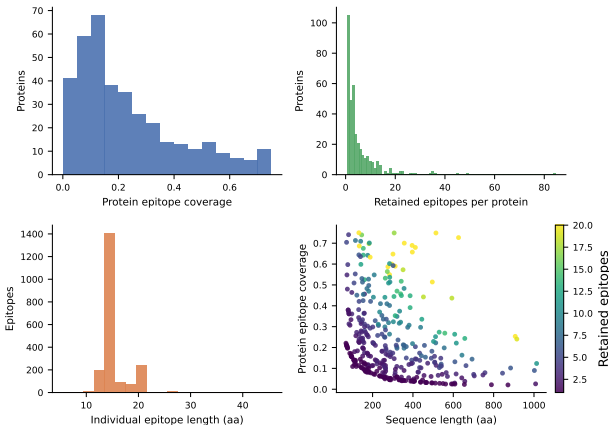 70
60
50
40
30
20
10
0
Proteins
0.0 0.2 0.4 0.6
Protein epitope coverage
100
80
60
40
20
0
Proteins
0 20 40 60 80
Retained epitopes per protein
1400
1200
1000
800
600
400
200
0
Epitopes
10 20 30 40
Individual epitope length (aa)
0.7
0.6
0.5
0.4
0.3
0.2
0.1
0.0
Protein epitope coverage
200 400 600 800 1000
Sequence length (aa)
20.0
17.5
15.0
12.5
10.0
7.5
5.0
2.5
Retained epitopes